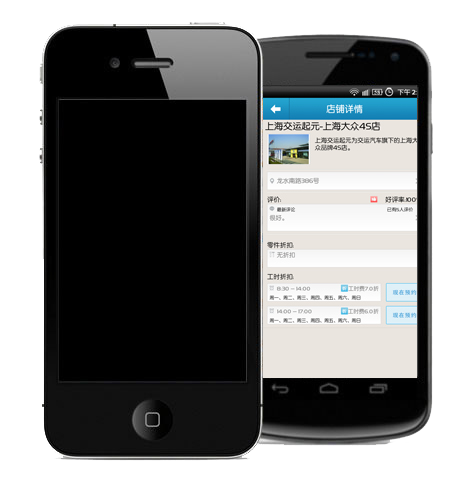 下午2:
店铺详情
上海交运起元-上海大众4S店
上海交运起元为交运汽车旗下的上海大
众品牌4S店。
龙水南路386号
评价:
好评率:100
最新评论
已有5人评价
很好。
零件折扣:
无折扣
工时折扣:
8:30 - 14:00
工时费7.0折
周一、周二、周三、周四、周五、周六、周日
现在预约
14:00 - 17:00
工时费6.0折
周一、周二、周三、周四、周五、周六、周日
现在预约